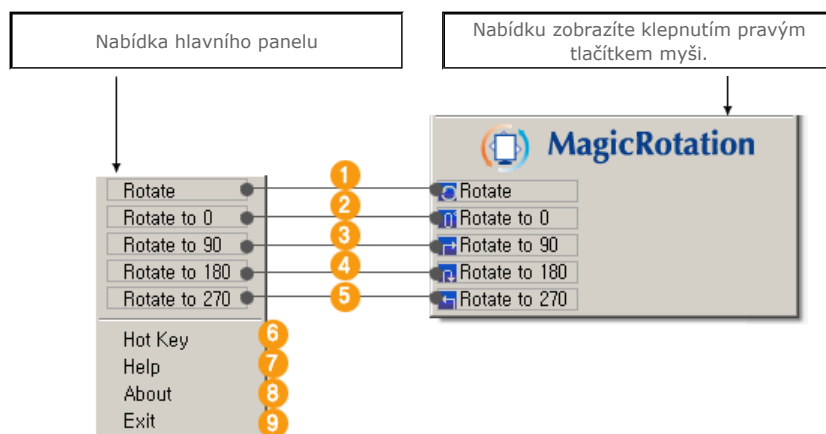 Nabídka hlavního panelu
Nabídku zobrazíte klepnutím pravým
tlačítkem myši.
MagicRotation
Rotate 1 Rotate
Rotate to 0 2 Rotate to 0
Rotate to 90 3 Rotate to 90
Rotate to 180 4 Rotate to 180
Rotate to 270 5 Rotate to 270
Hot Key 6
Help 7
About 8
Exit 9